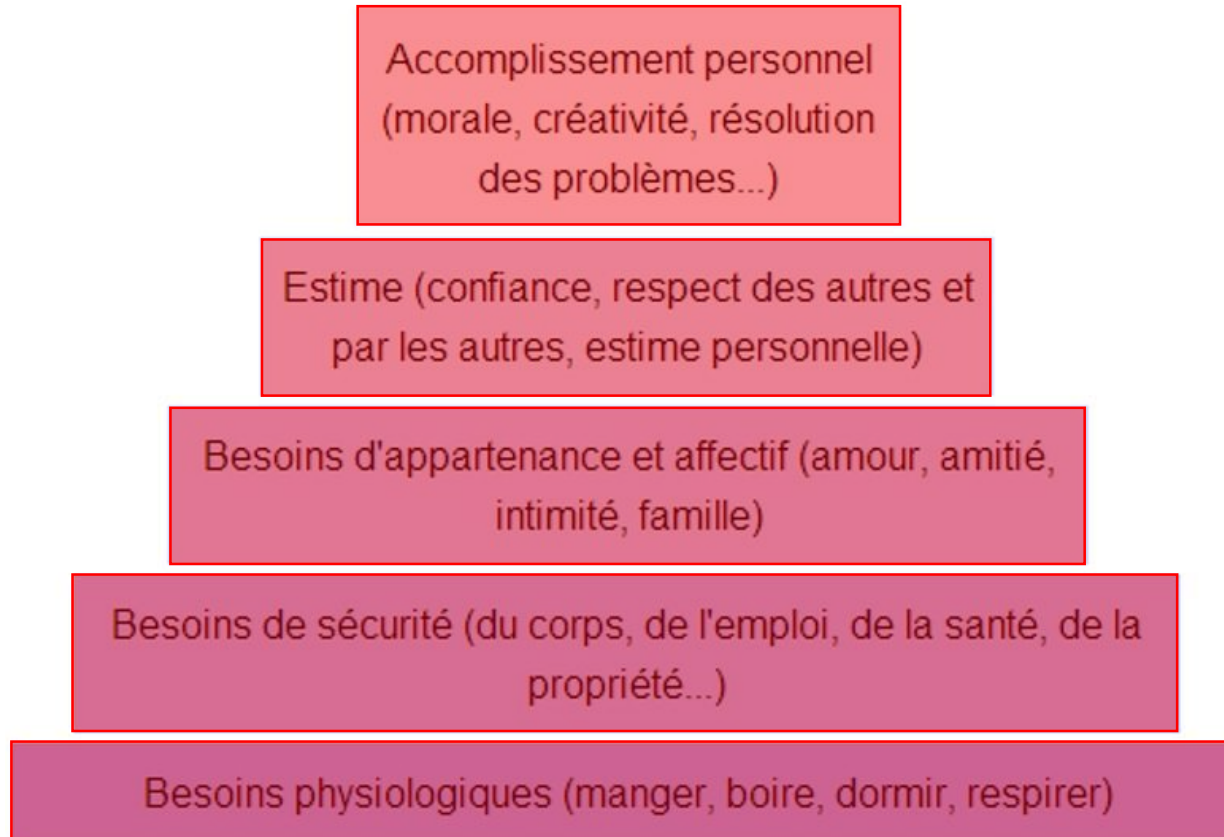 Accomplissement personnel
(morale, créativité, résolution
des problèmes...)
Estime (confiance, respect des autres et
par les autres, estime personnelle)
Besoins d'appartenance et affectif (amour, amitié,
intimité, famille)
Besoins de sécurité (du corps, de l'emploi, de la santé, de la
propriété...)
Besoins physiologiques (manger, boire, dormir, respirer)